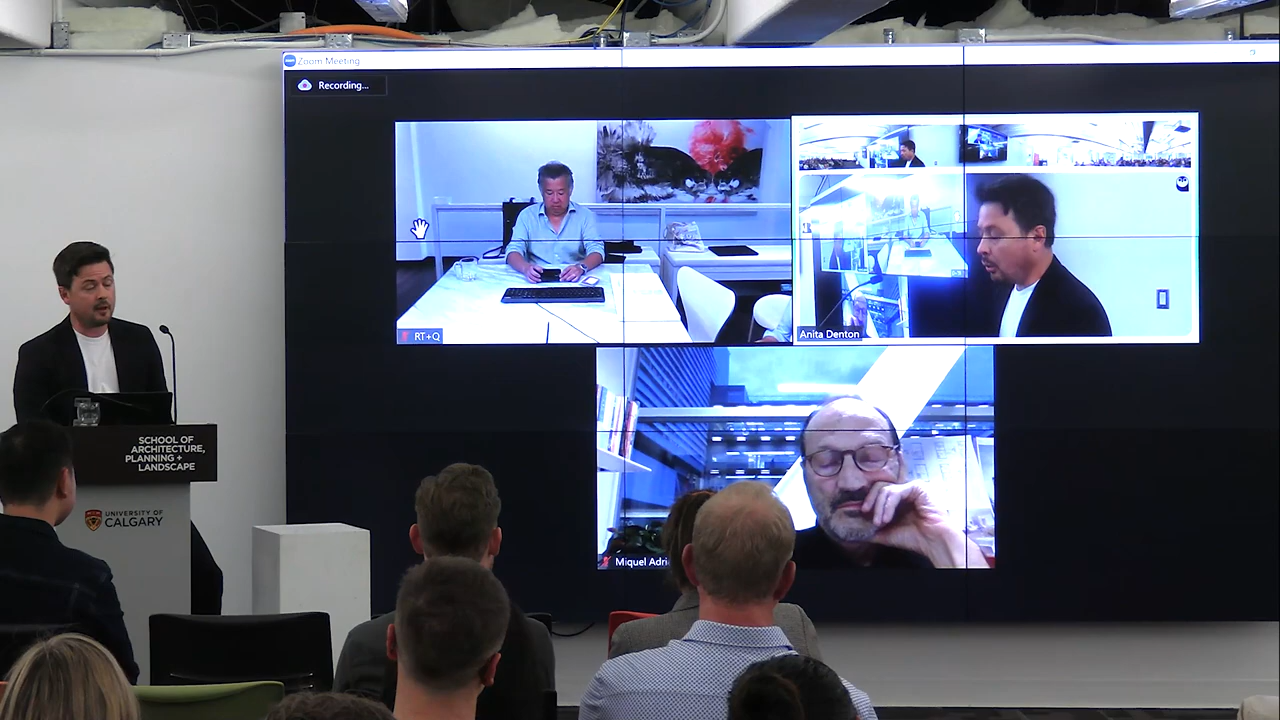 Zoom Meeting
Recording...
RT+Q
Anita Denton
Miquel Adri
SCHOOL OF
ARCHITECTURE,
PLANNING +
LANDSCAPE
UNIVERSITY OF
CALGARY